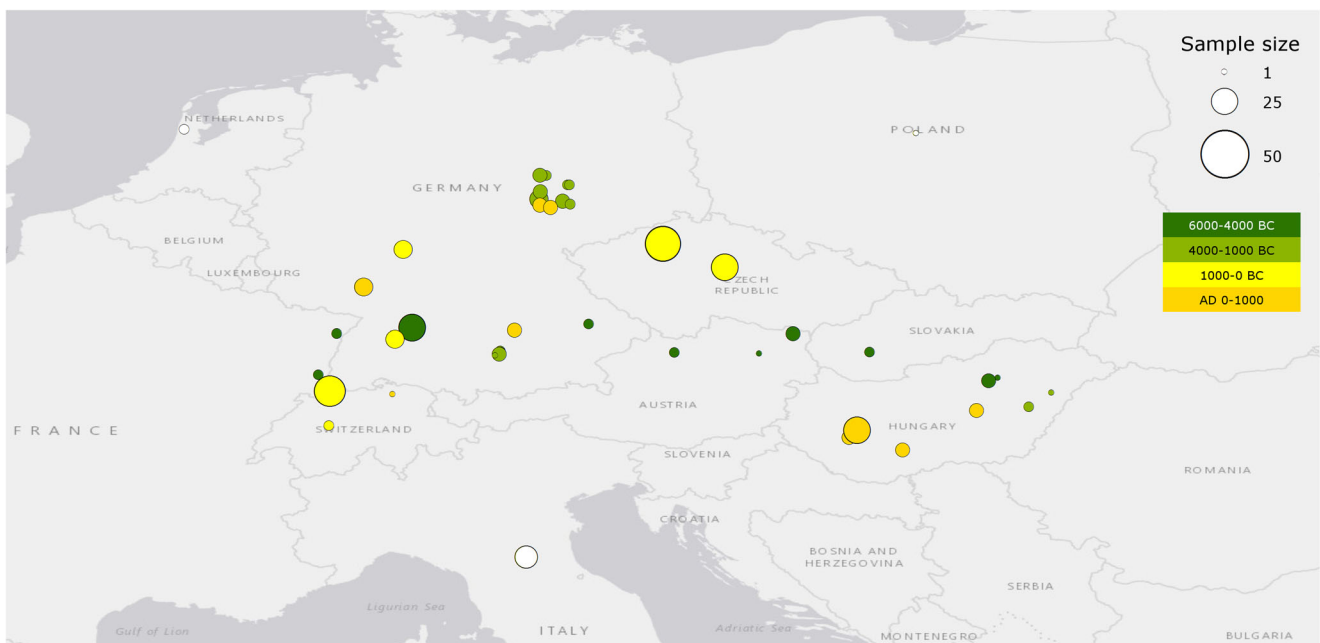 Sample size
1
25
50
NETHERLANDS
POLAND
GERMANY
BELGIUM
LUXEMBOURG
6000-4000 BC
4000-1000 BC
1000-0 BC
AD 0-1000
CZECH
REPUBLIC
SLOVAKIA
AUSTRIA
FRANCE
SWITZERLAND
HUNGARY
SLOVENIA
ROMANIA
CROATIA
BOSNIA AND
HERZEGOVINA
SERBIA
Ligurian Sea
Gulf of Lion
ITALY
Adriatic Sea
MONTENEGRO
BULGARIA